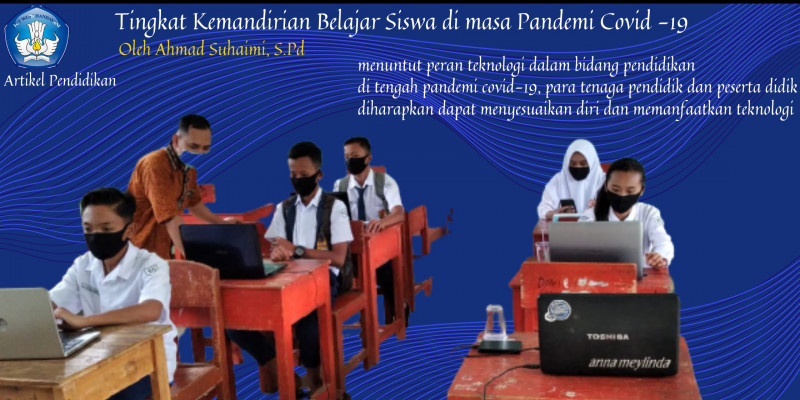 Tingkat Kemandirian Belajar Siswa di masa Pandemi Covid -19
Oleh Ahmad Suhaimi, S.Pd
Artikel Pendidikan
menuntut peran teknologi dalam bidang pendidikan
di tengah pandemi covid-19, para tenaga pendidik dan peserta didik
diharapkan dapat menyesuaikan diri dan memanfaatkan teknologi
TOSHIBA
anna meylinda